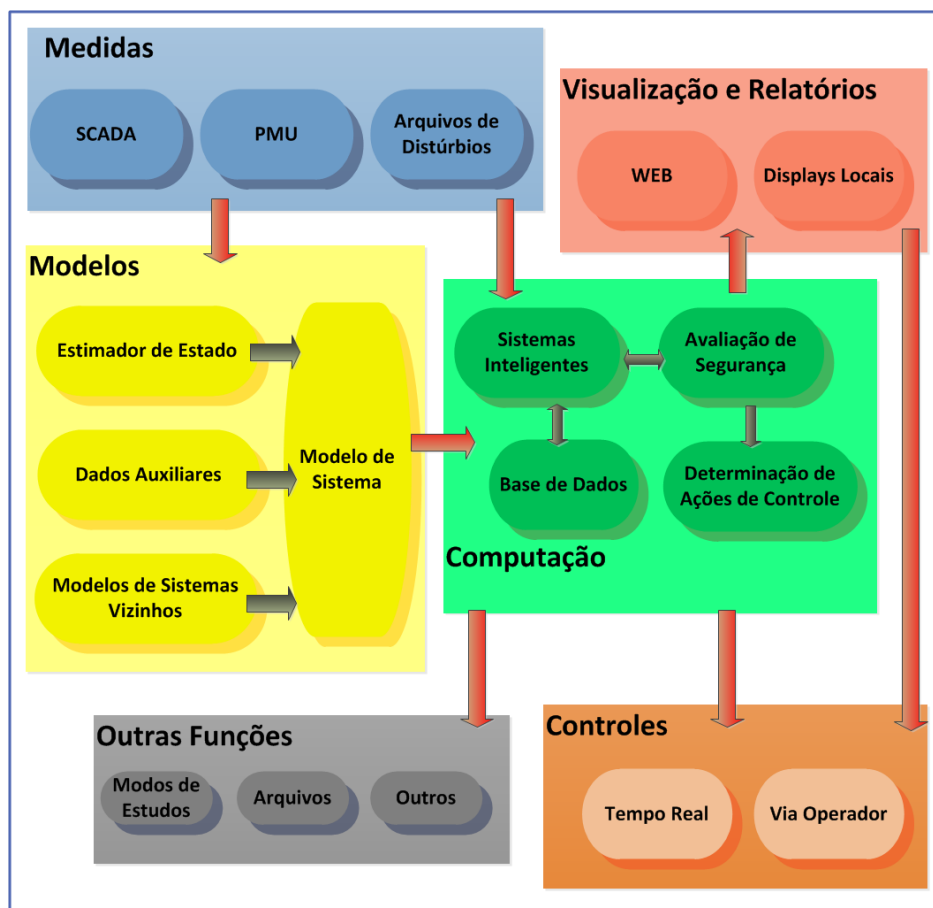 Medidas
SCADA
PMU
Arquivos de
Distúrbios
Visualização e Relatórios
WEB
Displays Locais
Modelos
Estimador de Estado
Dados Auxiliares
Modelos de Sistemas
Vizinhos
Modelo de
Sistema
Sistemas
Inteligentes
Avaliação de
Segurança
Base de Dados
Determinação de
Ações de Controle
Computação
Outras Funções
Modos de
Estudos
Arquivos
Outros
Controles
Tempo Real
Via Operador